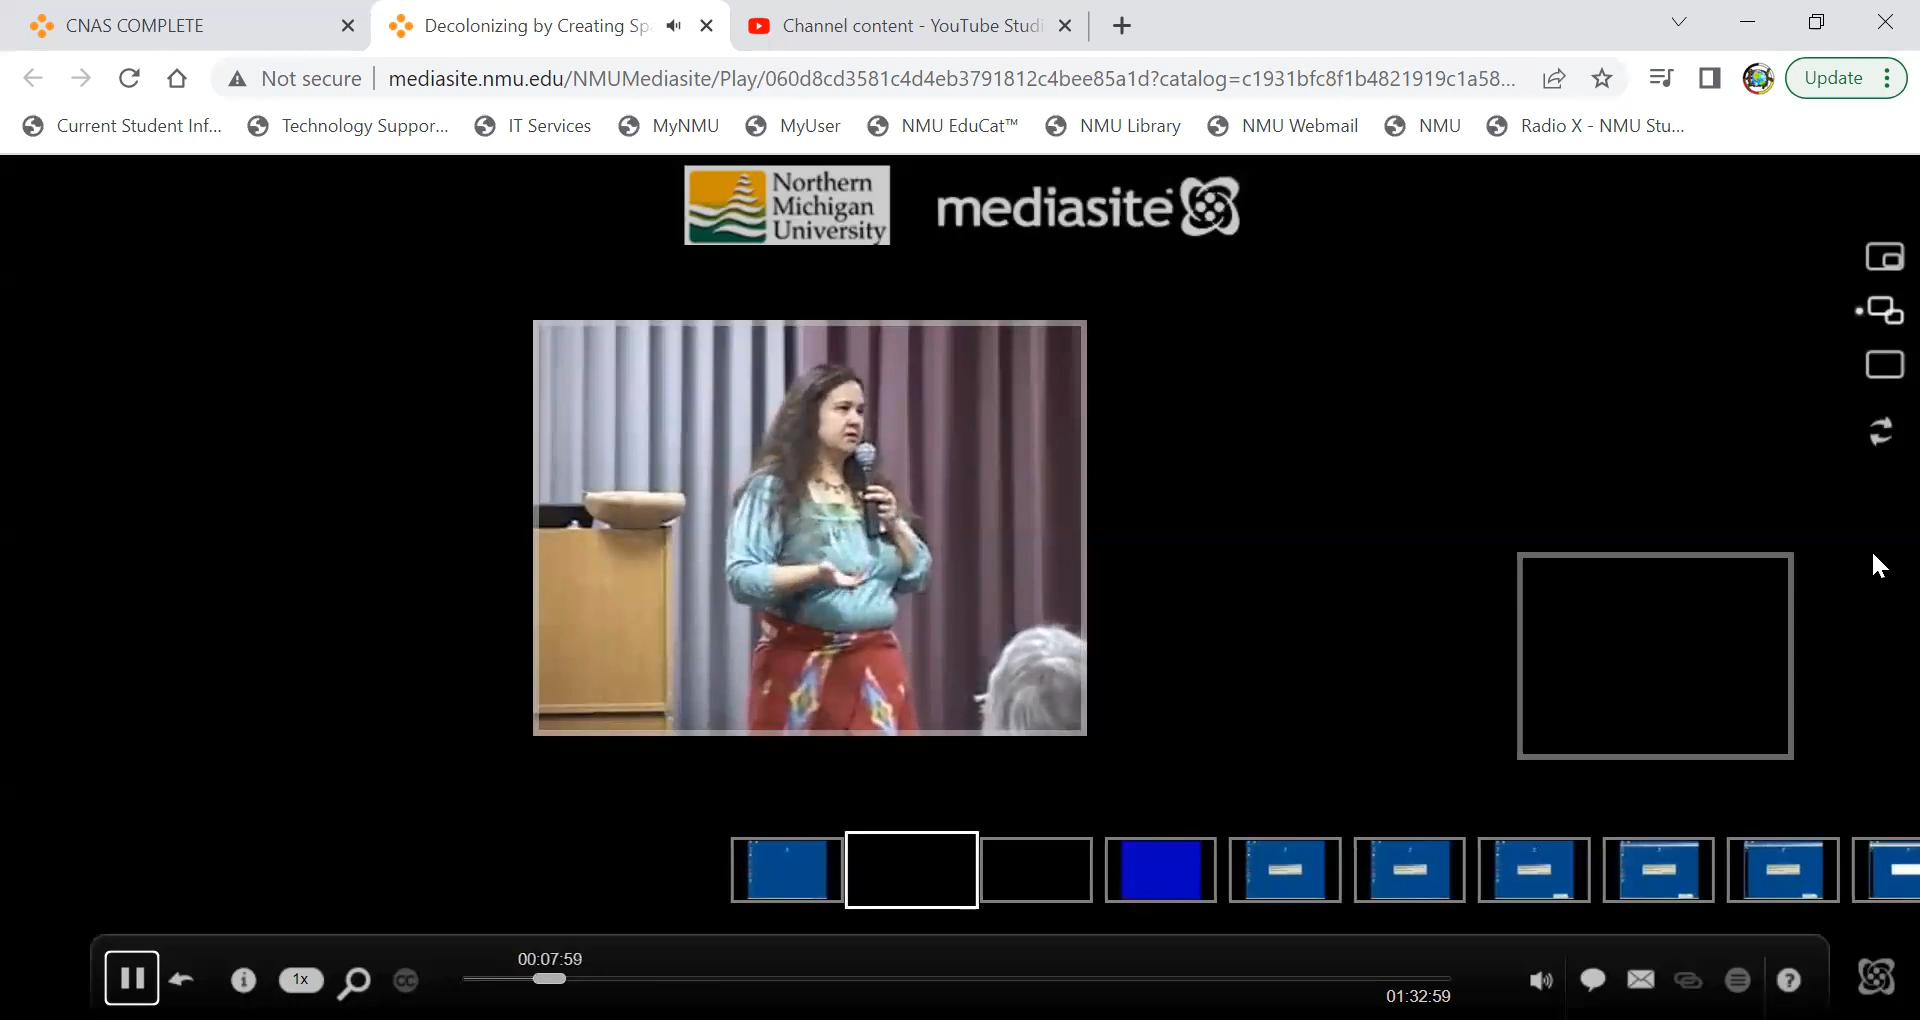 CNAS COMPLETE
Decolonizing by Creating Spa
Channel content - YouTube Studi
Not secure
mediasite.nmu.edu/NMUMediasite/Play/060d8cd3581c4d4eb3791812c4bee85a1d?catalog=c1931bfc8f1b4821919c1a58...
Update
Current Student Inf...
Technology Suppor...
IT Services
MyNMU
MyUser
NMU EduCat™
NMU Library
NMU Webmail
NMU
Radio X - NMU Stu...
Northern
Michigan
University
mediasite
00:07:59
1x
CC
01:32:59